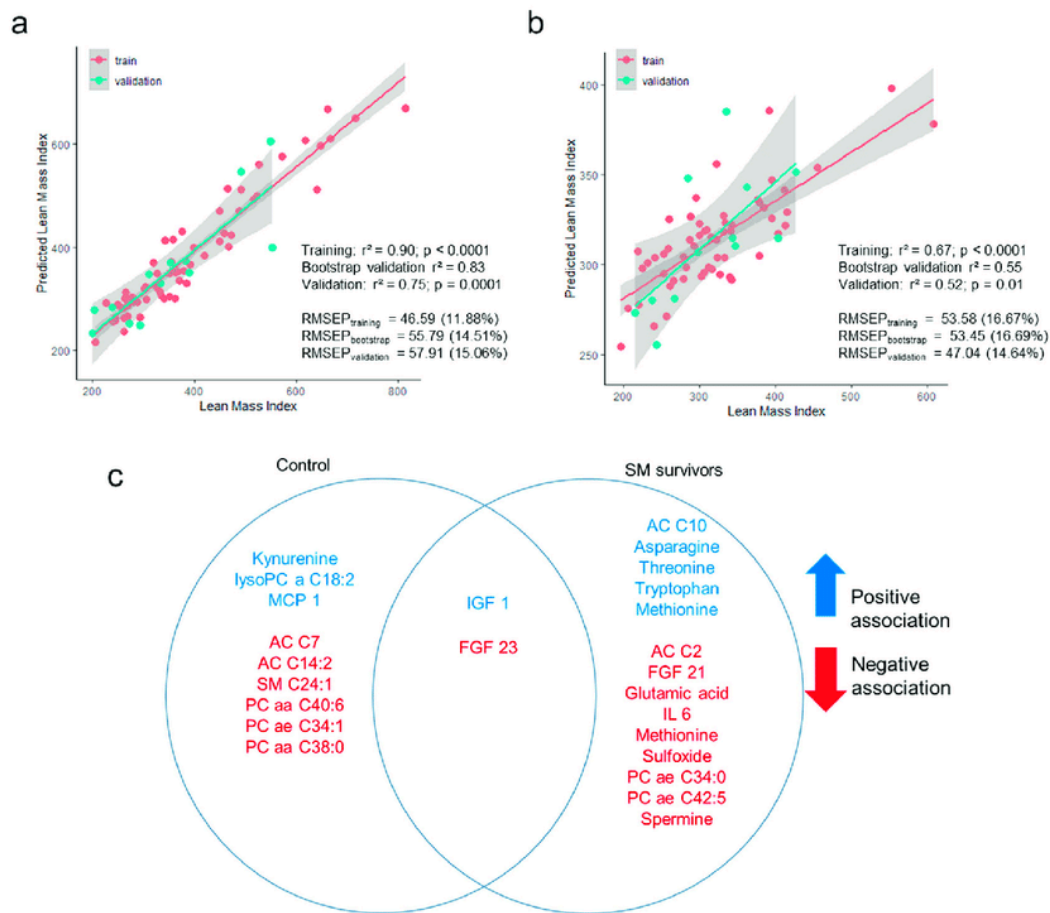 a
train
validation
600
400
200
Predicted Lean Mass Index
Training: r² = 0.90; p < 0.0001
Bootstrap validation r² = 0.83
Validation: r² = 0.75; p = 0.0001
RMSEPtraining = 46.59 (11.88%)
RMSEPbootstrap = 55.79 (14.51%)
RMSEPvalidation = 57.91 (15.06%)
200
400
600
800
Lean Mass Index
b
train
validation
400
350
300
250
Predicted Lean Mass Index
Training: r² = 0.67; p < 0.0001
Bootstrap validation r² = 0.55
Validation: r² = 0.52; p = 0.01
RMSEPtraining = 53.58 (16.67%)
RMSEPbootstrap = 53.45 (16.69%)
RMSEPvalidation = 47.04 (14.64%)
200
300
400
500
600
Lean Mass Index
c
Control
Kynurenine
lysoPC a C18:2
MCP 1
AC C7
AC C14:2
SM C24:1
PC aa C40:6
PC ae C34:1
PC aa C38:0
IGF 1
FGF 23
SM survivors
AC C10
Asparagine
Threonine
Tryptophan
Methionine
AC C2
FGF 21
Glutamic acid
IL 6
Methionine
Sulfoxide
PC ae C34:0
PC ae C42:5
Spermine
Positive
association
Negative
association